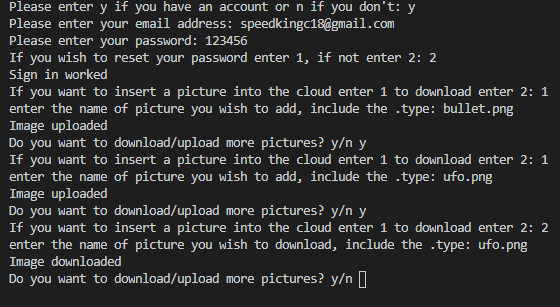 Please enter y if you have an account or n if you don't: y
Please enter your email address: speedkingc18@gmail.com
Please enter your password: 123456
If you wish to reset your password enter 1, if not enter 2: 2
Sign in worked
If you want to insert a picture into the cloud enter 1 to download enter 2: 1
enter the name of picture you wish to add, include the .type: bullet.png
Image uploaded
Do you want to download/upload more pictures? y/n y
If you want to insert a picture into the cloud enter 1 to download enter 2: 1
enter the name of picture you wish to add, include the .type: ufo.png
Image uploaded
Do you want to download/upload more pictures? y/n y
If you want to insert a picture into the cloud enter 1 to download enter 2: 2
enter the name of picture you wish to download, include the .type: ufo.png
Image downloaded
Do you want to download/upload more pictures? y/n